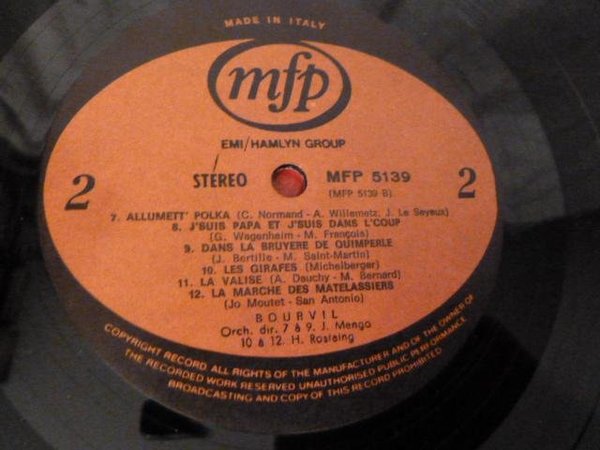 MADE IN ITALY
mfp
EMI/HAMLYN GROUP
2 STEREO MFP 5139 2
(MFP 5139 B)
7. ALLUMETT' POLKA (C. Normand - A. Willemetz, J. Le Seyeux)
8. J'SUIS PAPA ET J'SUIS DANS L'COUP
(G. Wagenheim - M. François)
9. DANS LA BRUYERE DE QUIMPERLE
(J. Bertille - M. Saint-Martin)
10. LES GIRAFES (Michelberger)
11. LA VALISE (A. Dauchy - M. Bernard)
12. LA MARCHE DES MATELASSIERS
(Jo Moutet - San Antonio)
BOURVIL
Orch. dir. 7 à 9. J. Mengo
10 à 12. H. Rostaing
COPYRIGHT RECORD ALL RIGHTS OF THE MANUFACTURER AND OF THE OWNER OF
THE RECORDED WORK RESERVED UNAUTHORISED PUBLIC PERFORMANCE
BROADCASTING AND COPY OF THIS RECORD PROHIBITED